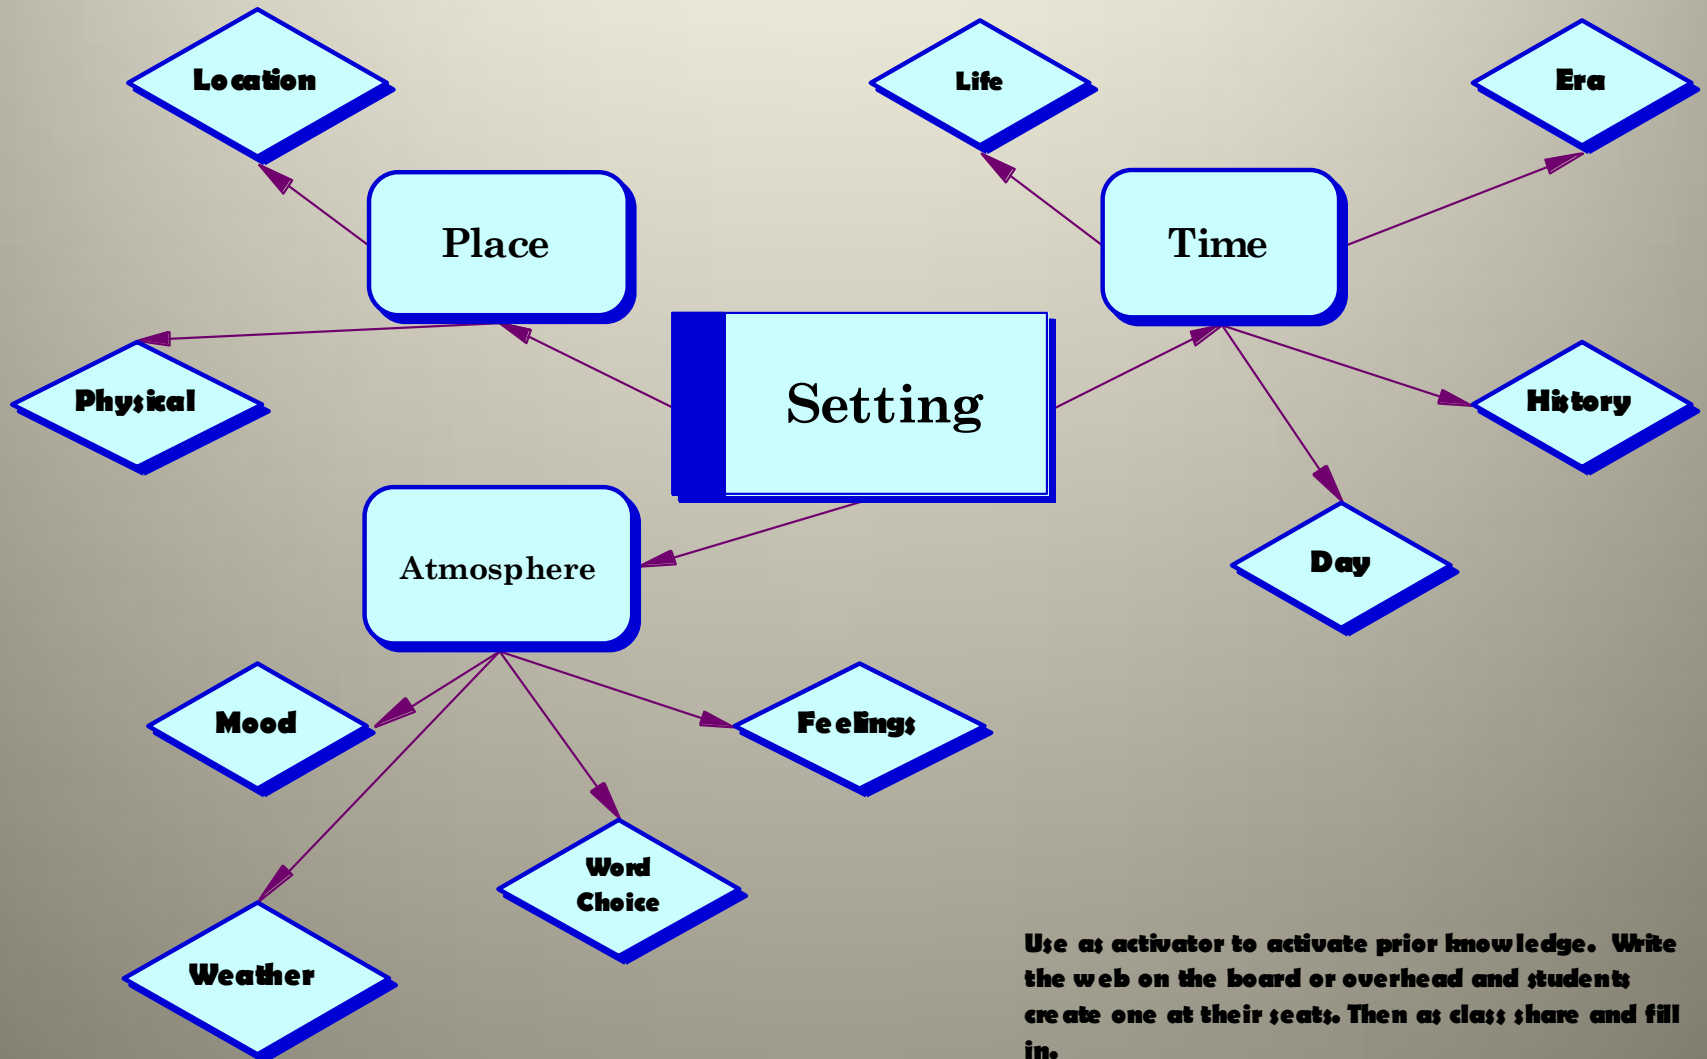 Location
Life
Era
Place
Time
Physical
Setting
History
Atmosphere
Day
Mood
Feelings
Word
Choice
Weather
Use as activator to activate prior knowledge.  Write
the web on the board or overhead and students
create one at their seats. Then as class share and fill
in.